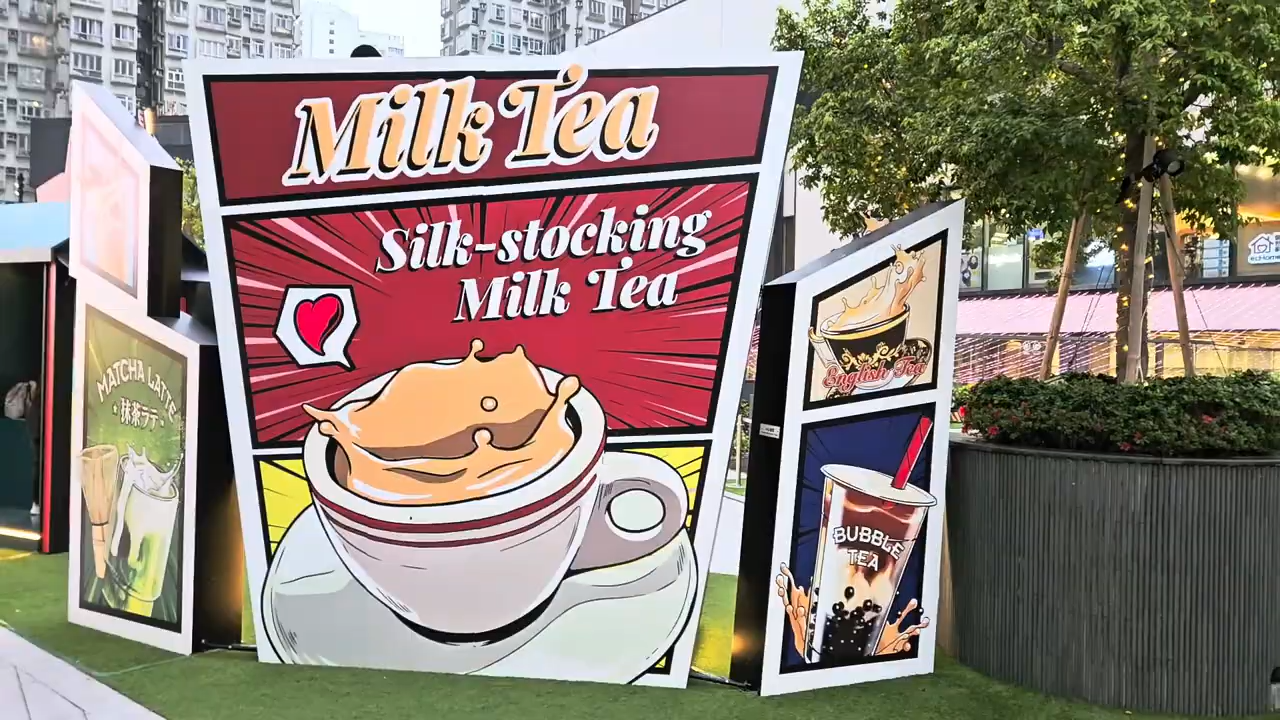 Milk Tea
Silk-stocking
Milk Tea
MATCHA LATTE
抹茶ラテ
English Tea
BUBBLE
TEA